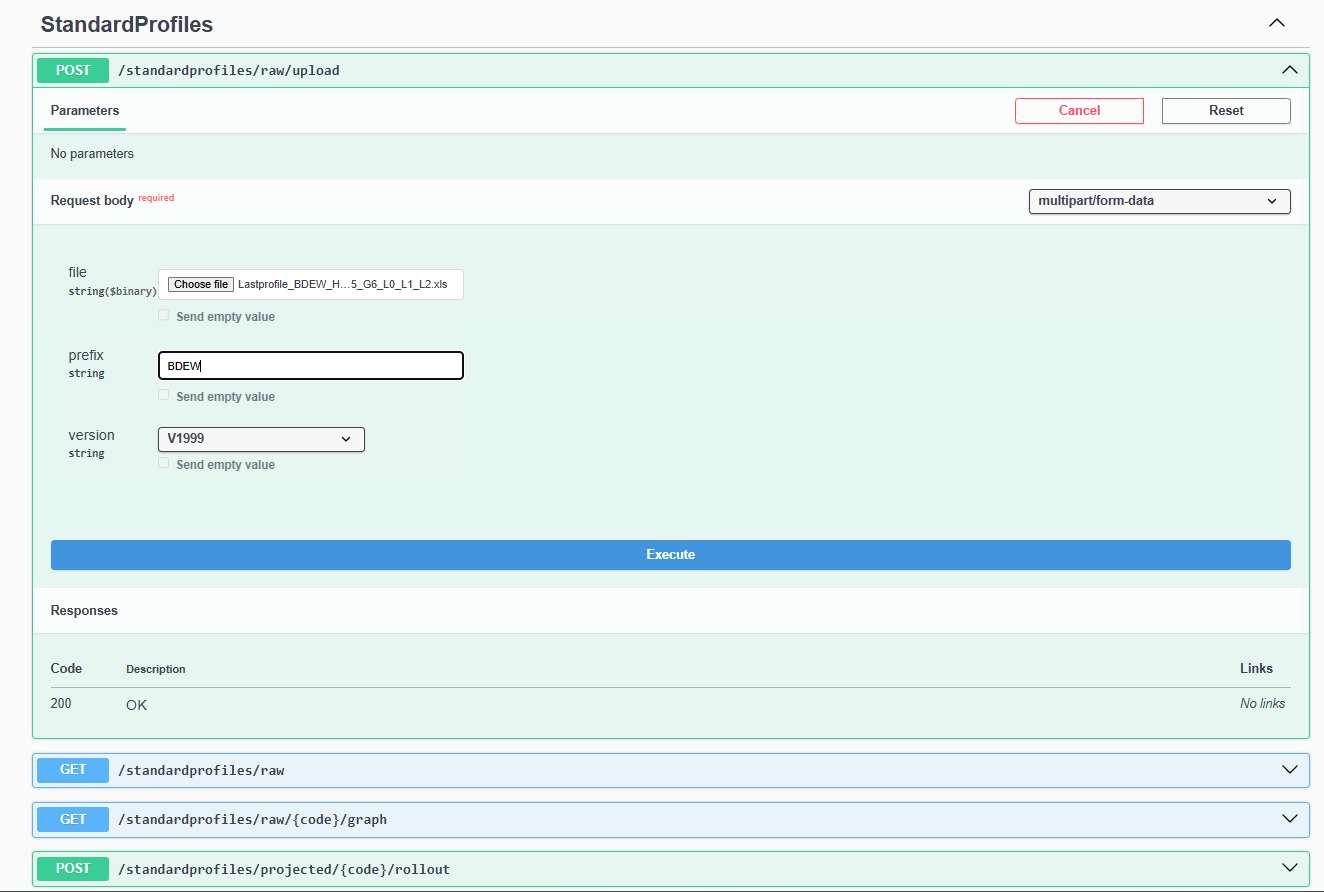 StandardProfiles
POST /standardprofiles/raw/upload
Parameters Cancel Reset
No parameters
Request body required multipart/form-data
file
string($binary) Choose file Lastprofile_BDEW_H…5_G6_L0_L1_L2.xls
Send empty value
prefix
string BDEW
Send empty value
version
string V1999
Send empty value
Execute
Responses
Code Description Links
200 OK No links
GET /standardprofiles/raw
GET /standardprofiles/raw/{code}/graph
POST /standardprofiles/projected/{code}/rollout